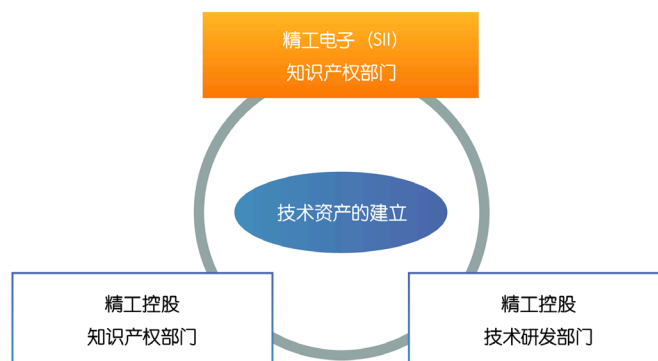 精工电子（SII）
知识产权部门
技术资产的建立
精工控股
知识产权部门
精工控股
技术研发部门